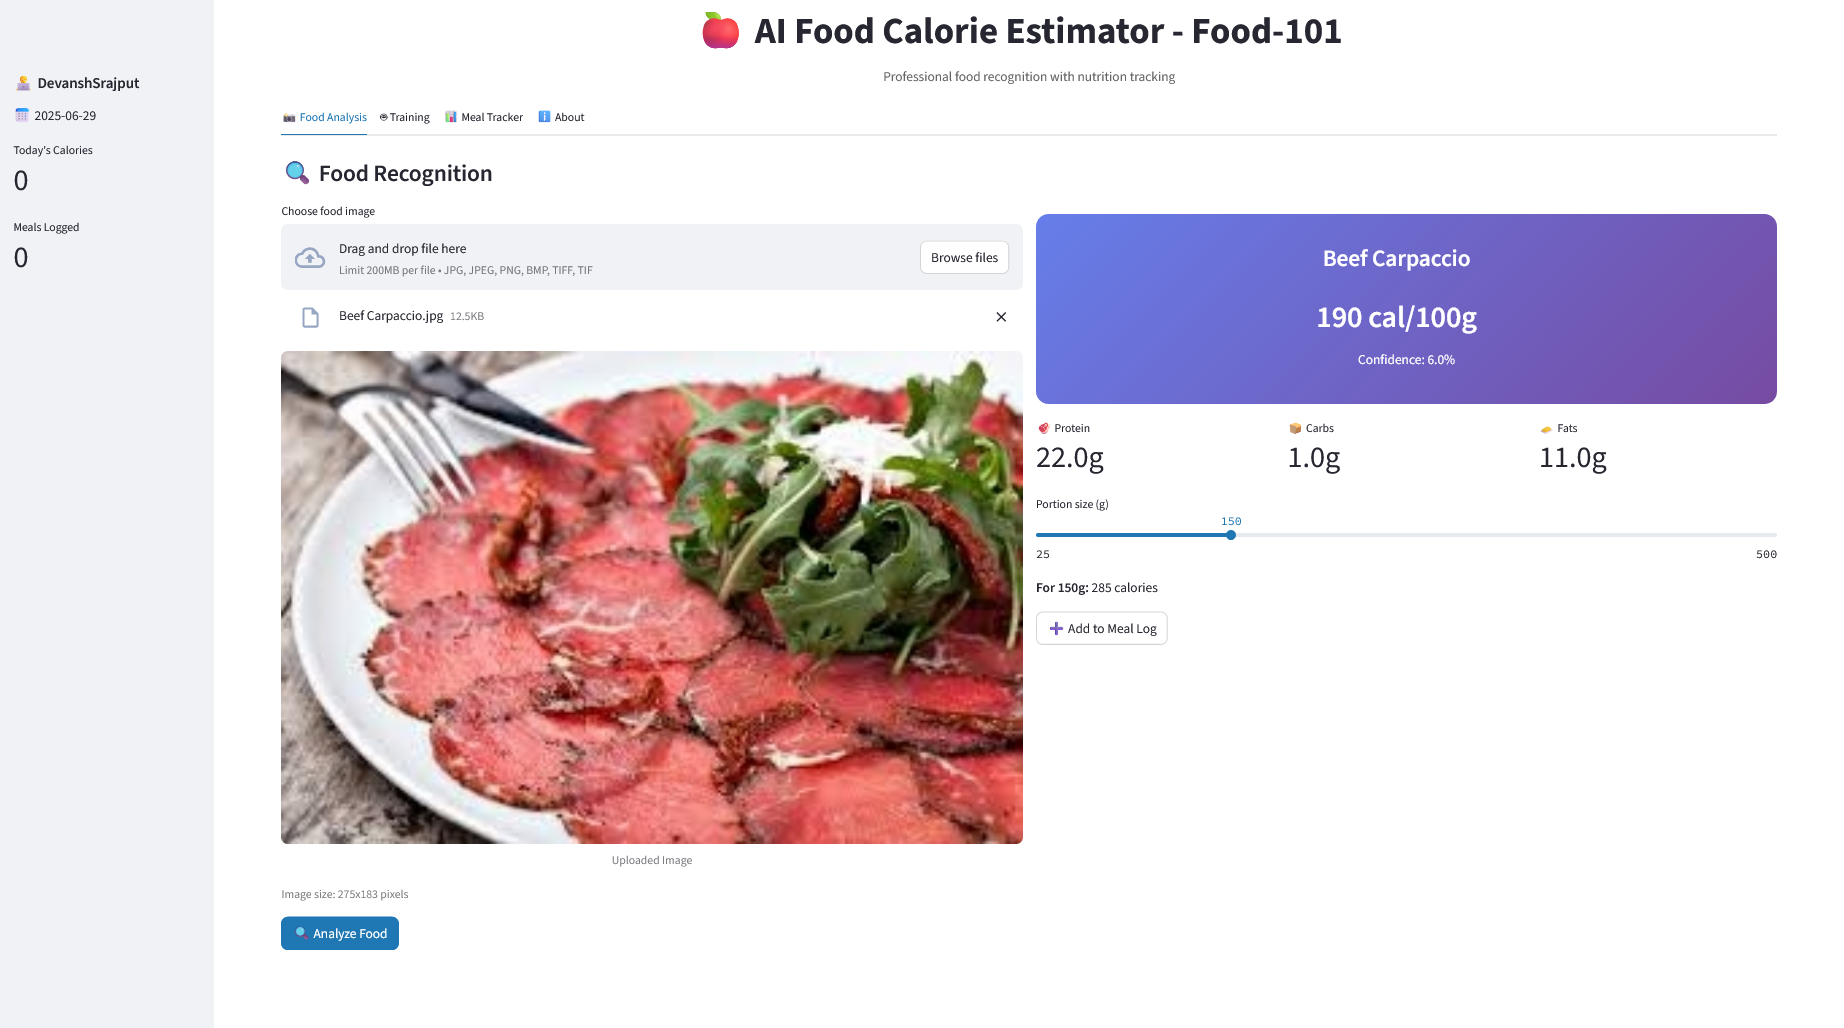 AI Food Calorie Estimator - Food-101
Professional food recognition with nutrition tracking
DevanshSrajput
2025-06-29
Today's Calories
0
Meals Logged
0
Food Analysis
Training
Meal Tracker
About
Food Recognition
Choose food image
Drag and drop file here
Limit 200MB per file • JPG, JPEG, PNG, BMP, TIFF, TIF
Browse files
Beef Carpaccio.jpg 12.5KB
Uploaded Image
Image size: 275x183 pixels
Analyze Food
Beef Carpaccio
190 cal/100g
Confidence: 6.0%
Protein
22.0g
Carbs
1.0g
Fats
11.0g
Portion size (g)
150
25
500
For 150g: 285 calories
Add to Meal Log